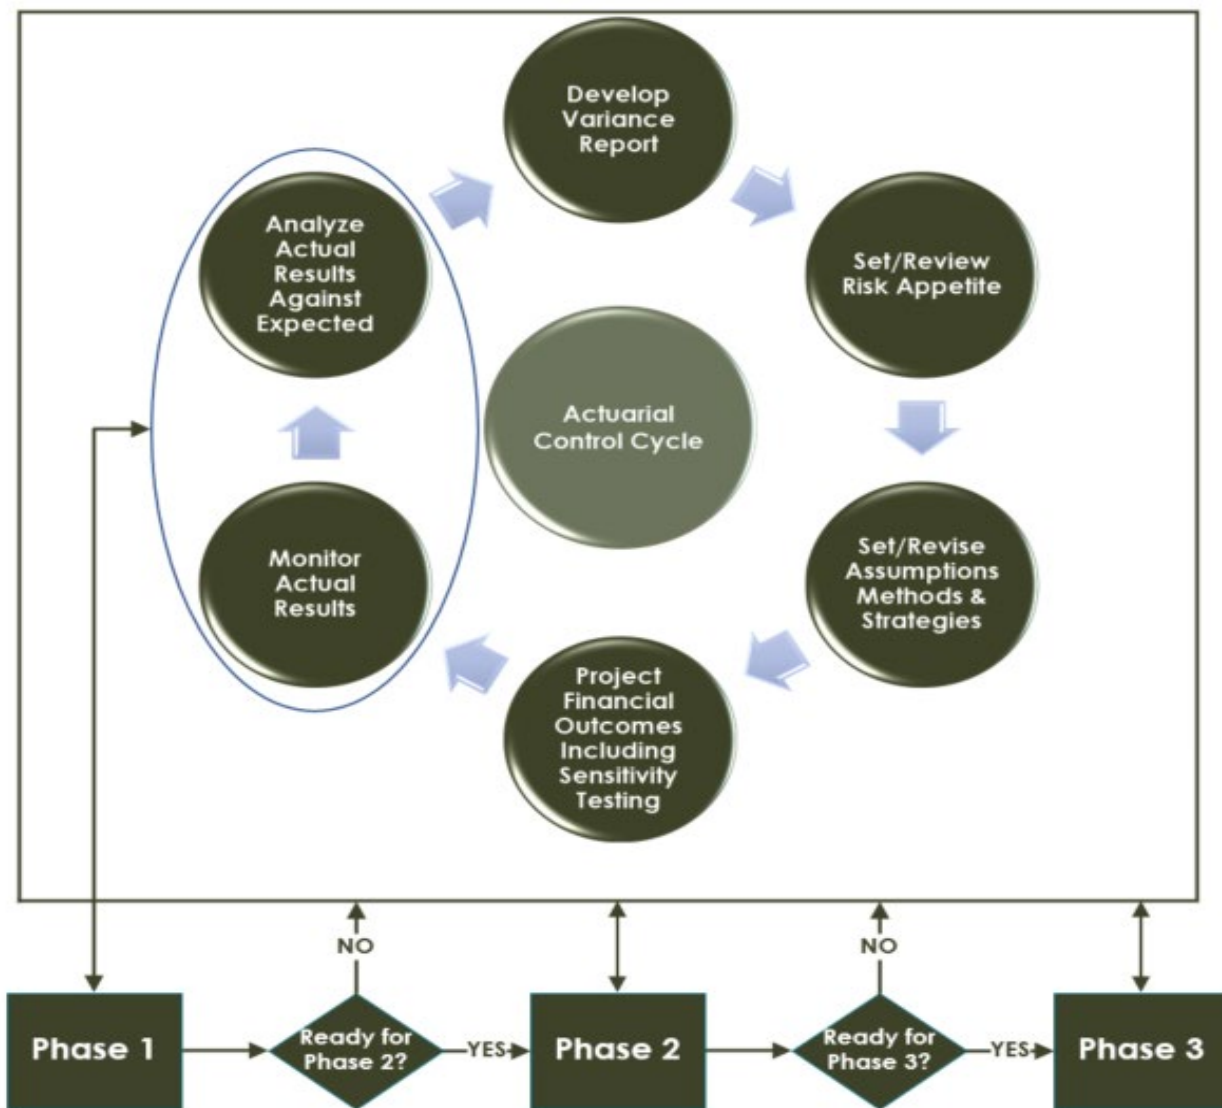 Develop
Variance
Report
Analyze
Actual
Results
Against
Expected
Set/Review
Risk Appetite
Actuarial
Control Cycle
Monitor
Actual
Results
Set/Revise
Assumptions
Methods &
Strategies
Project
Financial
Outcomes
Including
Sensitivity
Testing
NO
NO
Phase 1
Ready for
Phase 2?
YES
Phase 2
Ready for
Phase 3?
YES
Phase 3